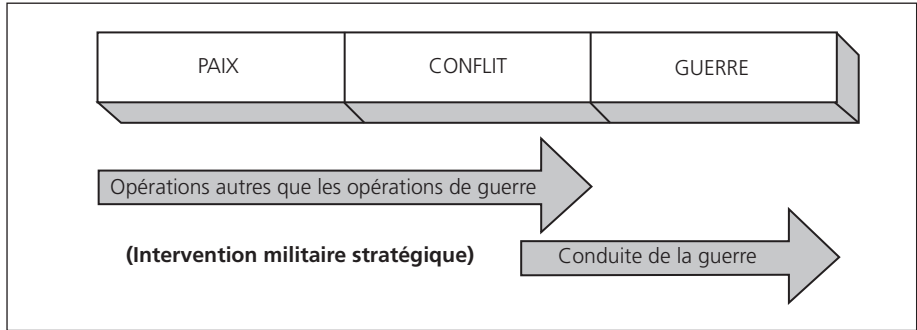 PAIX
CONFLIT
GUERRE
Opérations autres que les opérations de guerre
(Intervention militaire stratégique)
Conduite de la guerre